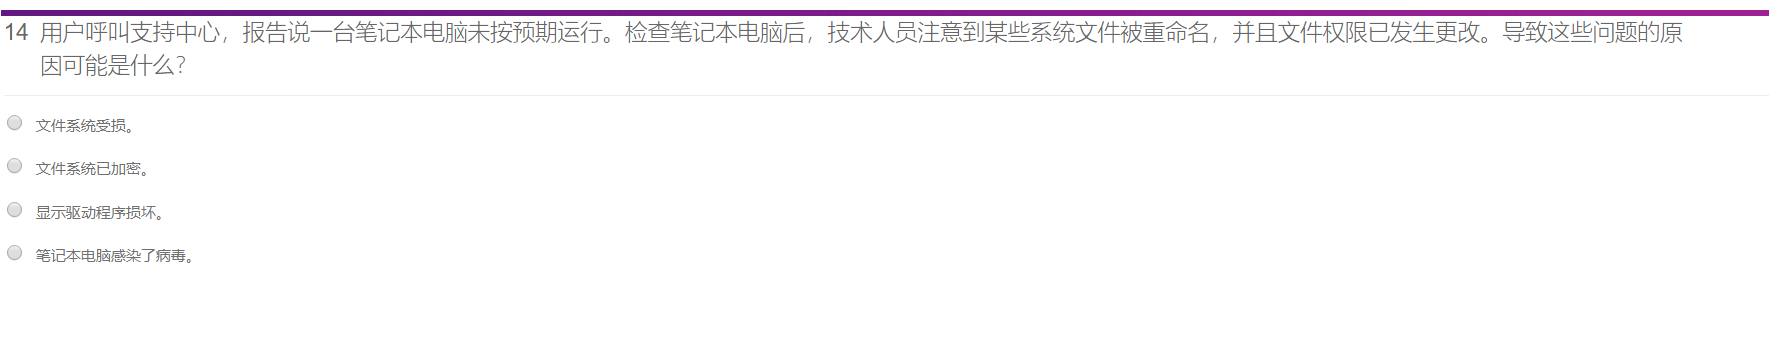 14 用户呼叫支持中心，报告说一台笔记本电脑未按预期运行。检查笔记本电脑后，技术人员注意到某些系统文件被重命名，并且文件权限已发生更改。导致这些问题的原
因可能是什么？
文件系统受损。
文件系统已加密。
显示驱动程序损坏。
笔记本电脑感染了病毒。